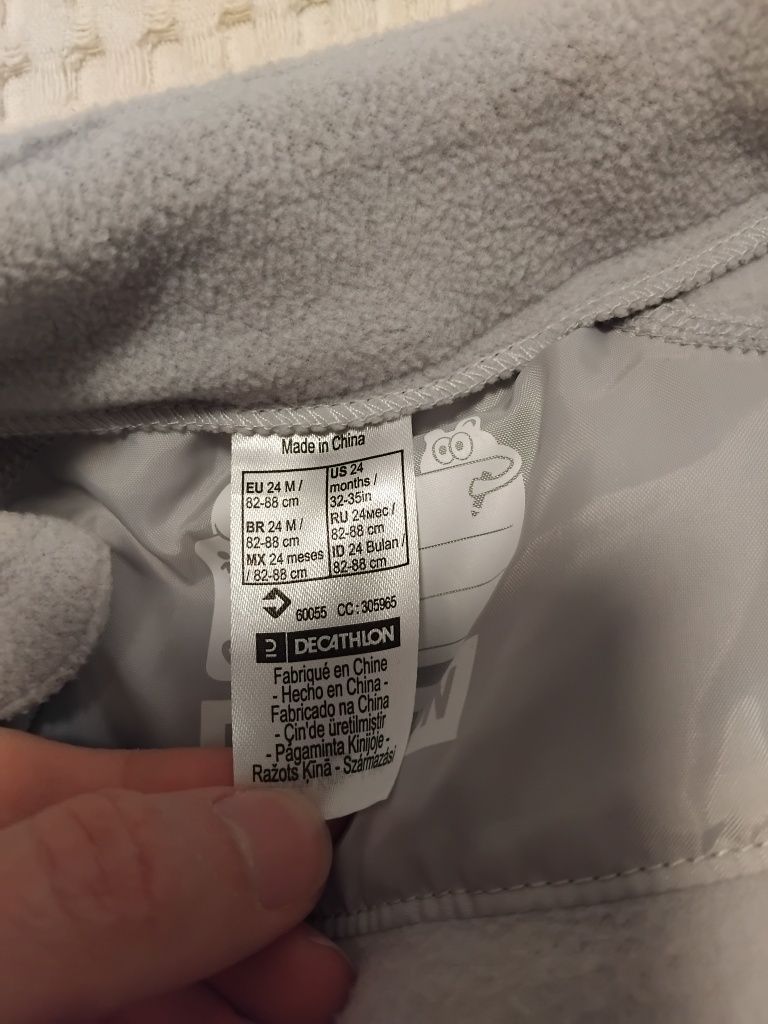 Made in China
EU 24 M /
82-88 cm
BR 24 M /
82-88 cm
MX 24 meses
/ 82-88 cm
US 24
months /
32-35in
RU 24мес /
82-88 cm
ID 24 Bulan /
82-88 cm
60055 CC : 305965
DECATHLON
Fabriqué en Chine
- Hecho en China -
Fabricado na China
- Çin'de üretilmiştir
- Pagaminta Kinijoje -
Ražots Ķīnā - Származási